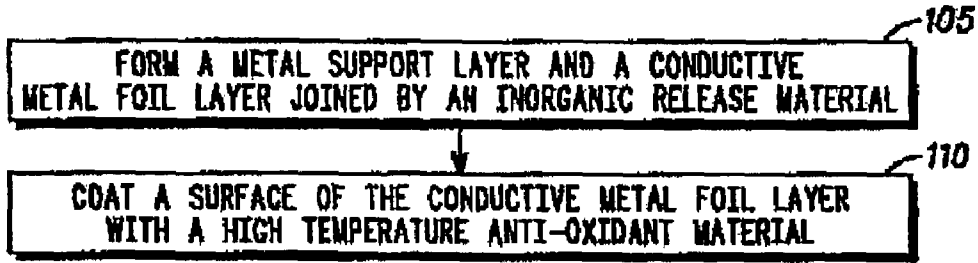 105
FORM A METAL SUPPORT LAYER AND A CONDUCTIVE
METAL FOIL LAYER JOINED BY AN INORGANIC RELEASE MATERIAL
110
COAT A SURFACE OF THE CONDUCTIVE METAL FOIL LAYER
WITH A HIGH TEMPERATURE ANTI-OXIDANT MATERIAL